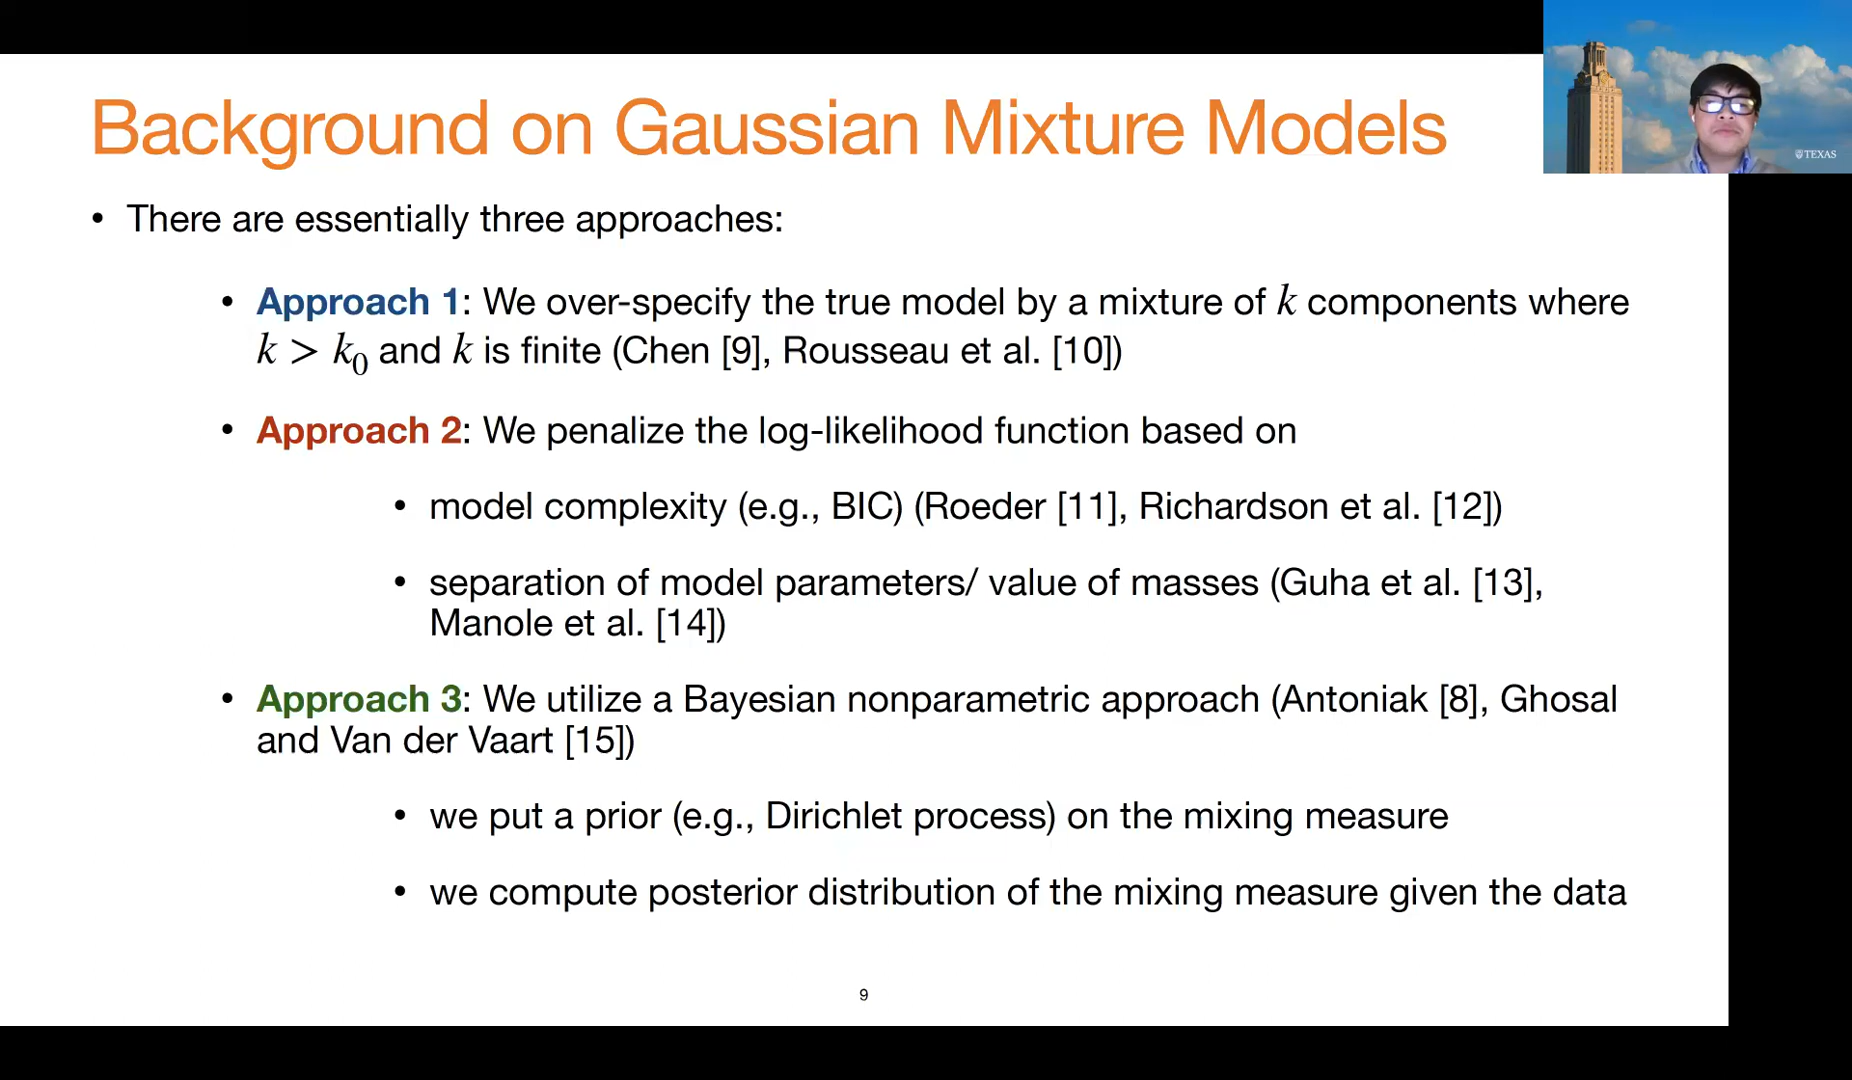 Background on Gaussian Mixture Models
TEXAS
• There are essentially three approaches:
• Approach 1: We over-specify the true model by a mixture of k components where
k > k₀ and k is finite (Chen [9], Rousseau et al. [10])
• Approach 2: We penalize the log-likelihood function based on
• model complexity (e.g., BIC) (Roeder [11], Richardson et al. [12])
• separation of model parameters/ value of masses (Guha et al. [13],
Manole et al. [14])
• Approach 3: We utilize a Bayesian nonparametric approach (Antoniak [8], Ghosal
and Van der Vaart [15])
• we put a prior (e.g., Dirichlet process) on the mixing measure
• we compute posterior distribution of the mixing measure given the data
9